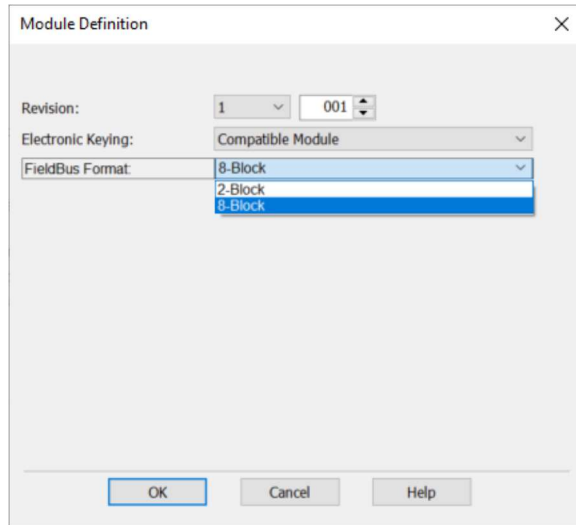 Module Definition
Revision: 1 001
Electronic Keying: Compatible Module
FieldBus Format: 8-Block
2-Block
8-Block
OK Cancel Help